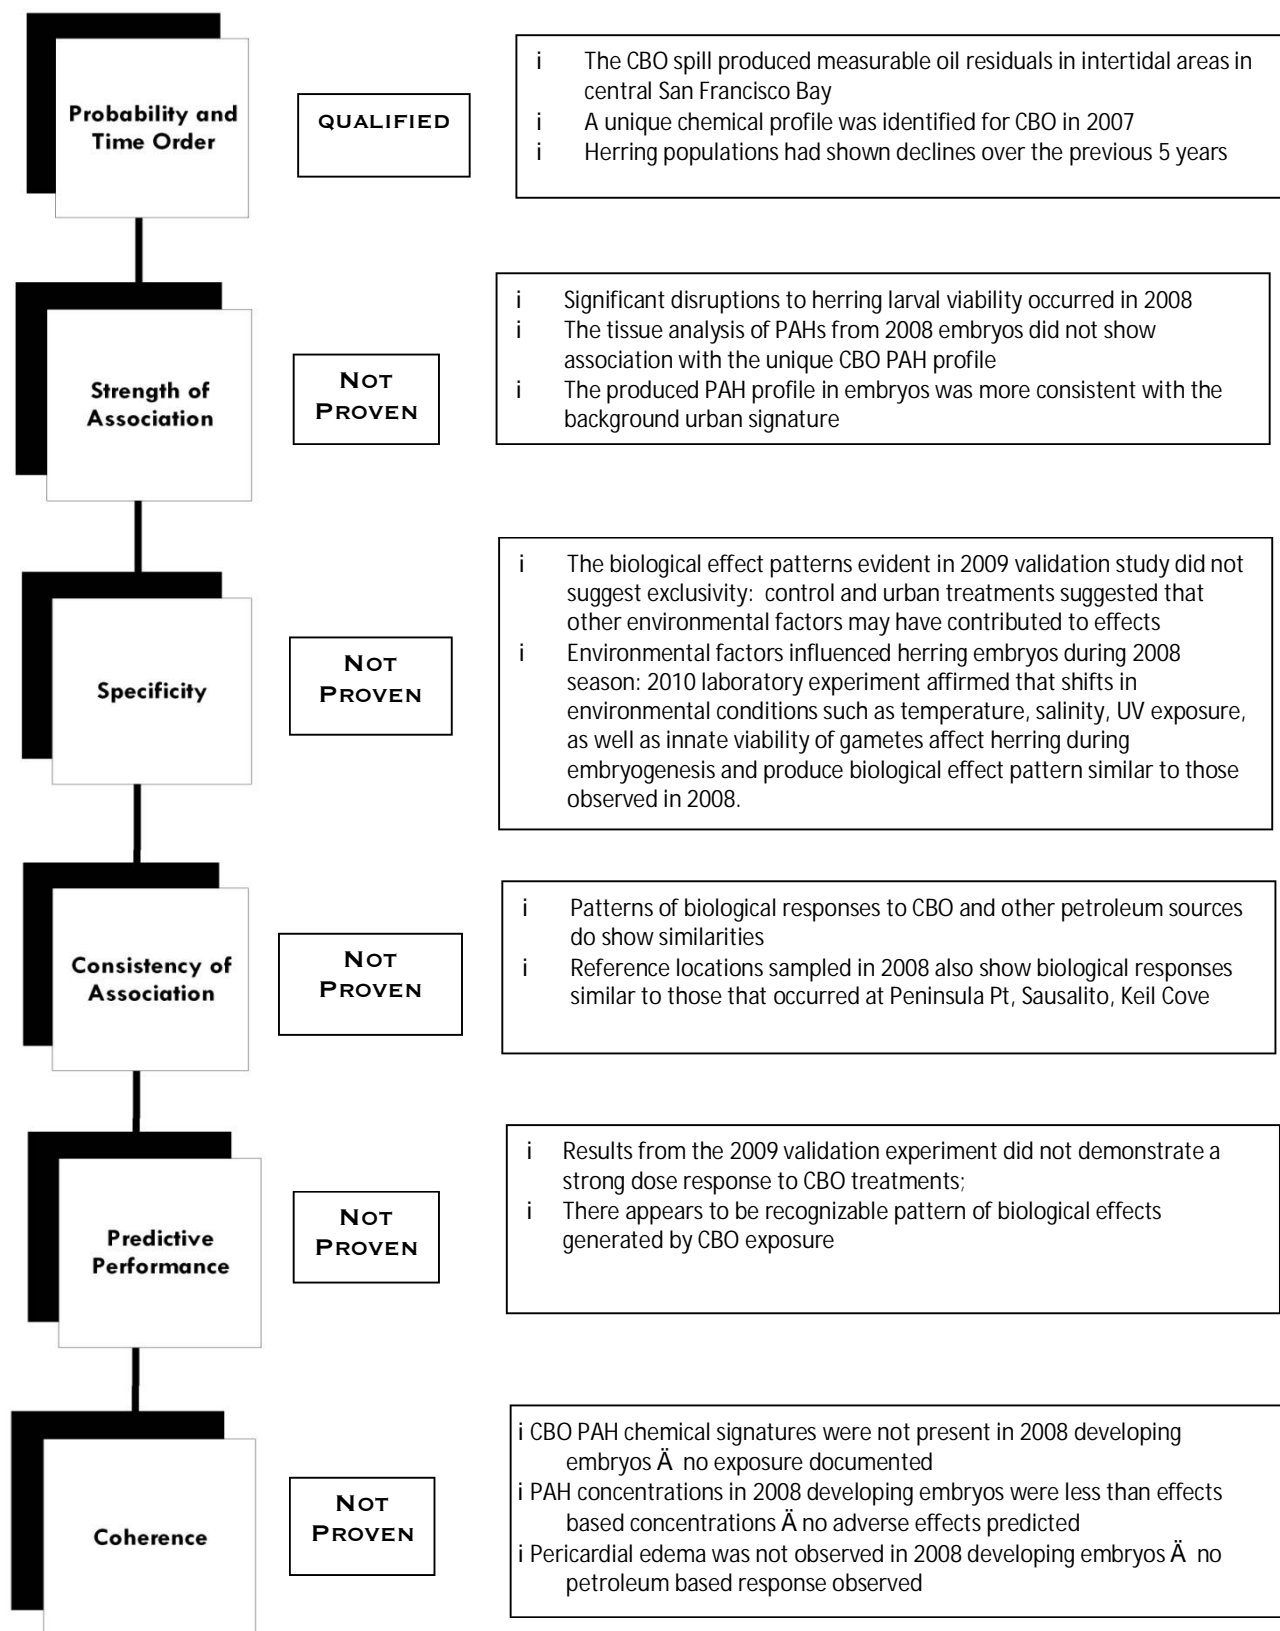 Probability and
Time Order
QUALIFIED
i The CBO spill produced measurable oil residuals in intertidal areas in
central San Francisco Bay
i A unique chemical profile was identified for CBO in 2007
i Herring populations had shown declines over the previous 5 years
Strength of
Association
NOT
PROVEN
i Significant disruptions to herring larval viability occurred in 2008
i The tissue analysis of PAHs from 2008 embryos did not show
association with the unique CBO PAH profile
i The produced PAH profile in embryos was more consistent with the
background urban signature
Specificity
NOT
PROVEN
i The biological effect patterns evident in 2009 validation study did not
suggest exclusivity: control and urban treatments suggested that
other environmental factors may have contributed to effects
i Environmental factors influenced herring embryos during 2008
season: 2010 laboratory experiment affirmed that shifts in
environmental conditions such as temperature, salinity, UV exposure,
as well as innate viability of gametes affect herring during
embryogenesis and produce biological effect pattern similar to those
observed in 2008.
Consistency of
Association
NOT
PROVEN
i Patterns of biological responses to CBO and other petroleum sources
do show similarities
i Reference locations sampled in 2008 also show biological responses
similar to those that occurred at Peninsula Pt, Sausalito, Keil Cove
Predictive
Performance
NOT
PROVEN
i Results from the 2009 validation experiment did not demonstrate a
strong dose response to CBO treatments;
i There appears to be recognizable pattern of biological effects
generated by CBO exposure
Coherence
NOT
PROVEN
i CBO PAH chemical signatures were not present in 2008 developing
embryos Ä no exposure documented
i PAH concentrations in 2008 developing embryos were less than effects
based concentrations Ä no adverse effects predicted
i Pericardial edema was not observed in 2008 developing embryos Ä no
petroleum based response observed